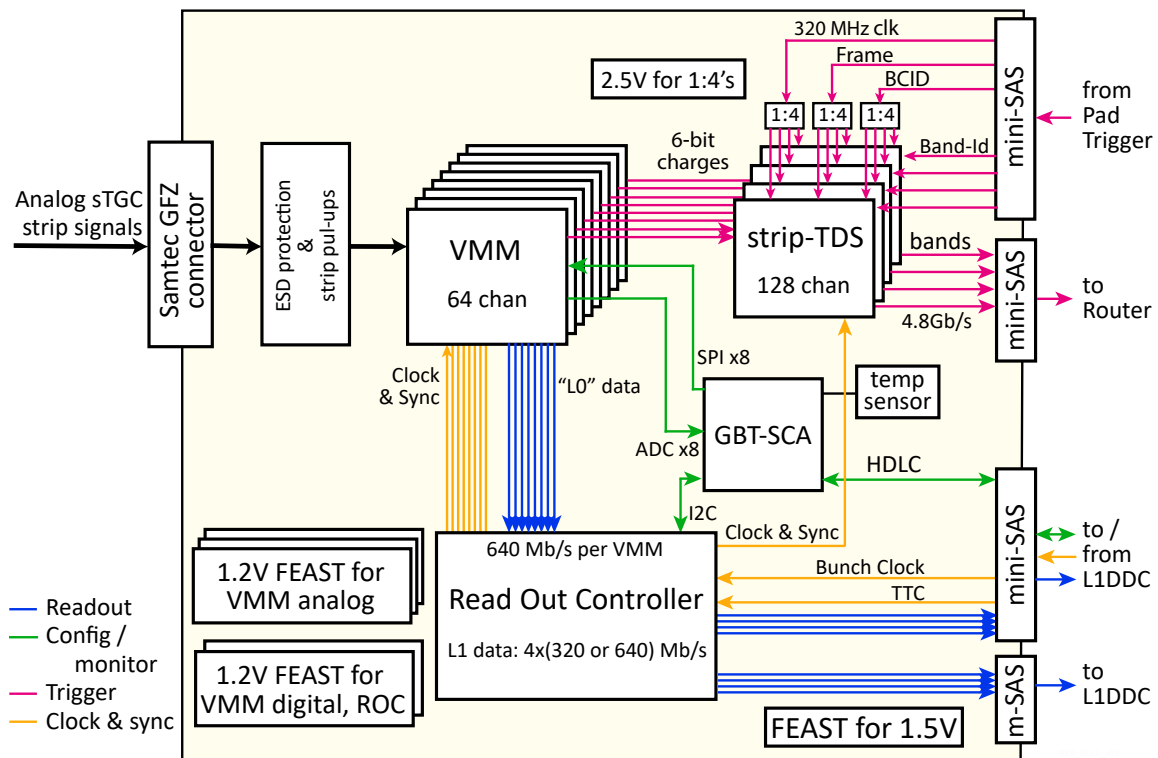 320 MHz clk
Frame
BCID
2.5V for 1:4's
1:4
1:4
1:4
mini-SAS
from
Pad
Trigger
6-bit
charges
Band-Id
Analog sTGC
strip signals
Samtec GFZ
connector
ESD protection
&
strip pul-ups
VMM
64 chan
strip-TDS
128 chan
bands
4.8Gb/s
mini-SAS
to
Router
Clock
& Sync
“L0” data
SPI x8
ADC x8
GBT-SCA
temp
sensor
HDLC
I2C
Clock & Sync
640 Mb/s per VMM
Read Out Controller
L1 data: 4x(320 or 640) Mb/s
Bunch Clock
TTC
mini-SAS
to /
from
L1DDC
m-SAS
to
L1DDC
1.2V FEAST for
VMM analog
1.2V FEAST for
VMM digital, ROC
FEAST for 1.5V
Readout
Config /
monitor
Trigger
Clock & sync